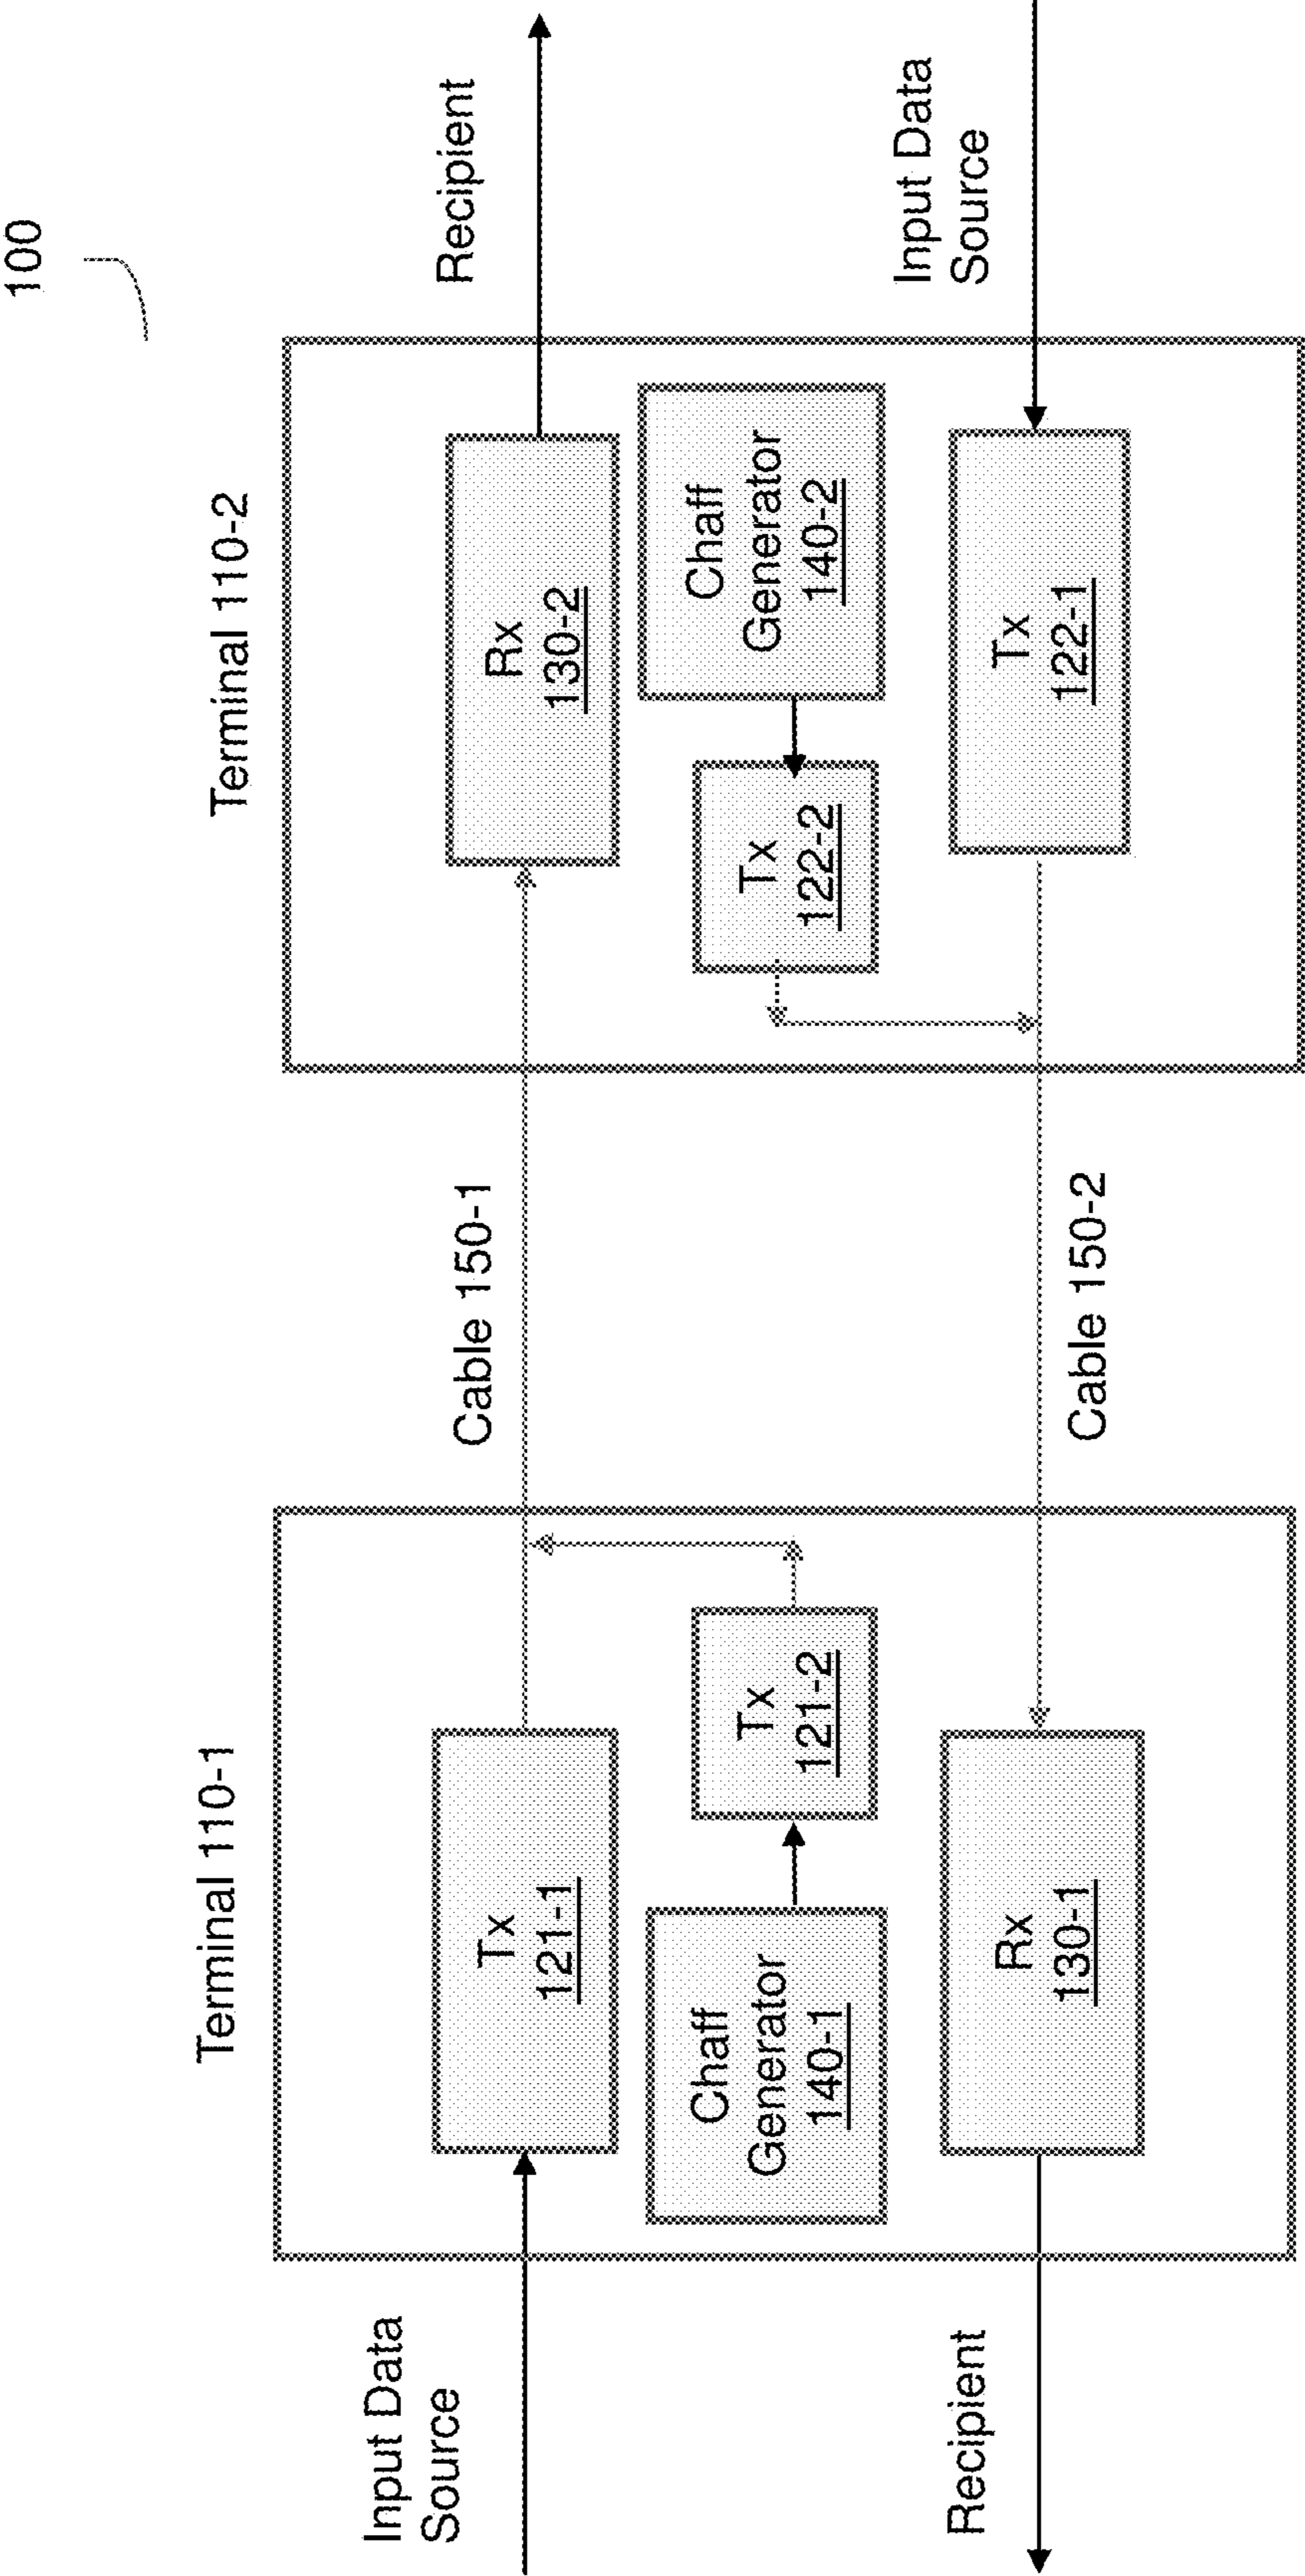 100
Terminal 110-1
Terminal 110-2
Input Data
Source
Tx
121-1
Cable 150-1
Rx
130-2
Recipient
Chaff
Generator
140-1
Tx
121-2
Tx
122-2
Chaff
Generator
140-2
Recipient
Rx
130-1
Cable 150-2
Tx
122-1
Input Data
Source